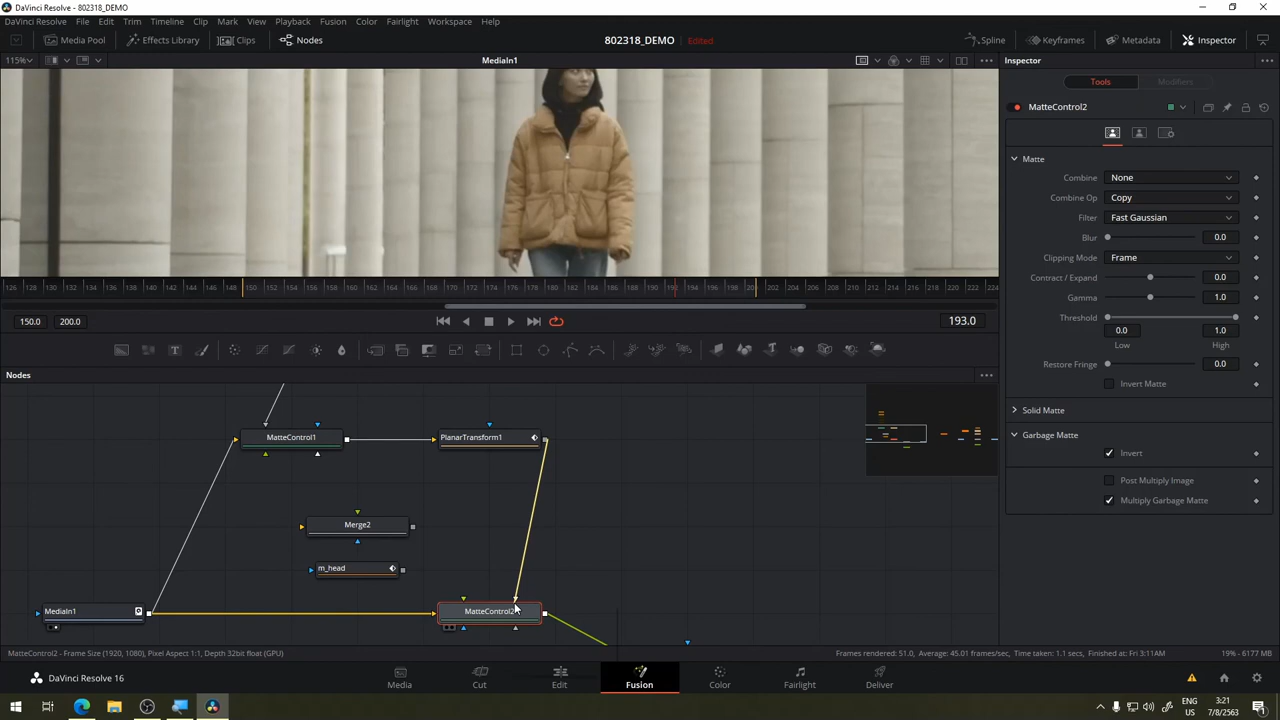 DaVinci Resolve - 802318_DEMO
DaVinci Resolve File Edit Trim Timeline Clip Mark View Playback Fusion Color Fairlight Workspace Help
Media Pool Effects Library Clips Nodes 802318_DEMO Edited Spline Keyframes Metadata Inspector
115% MediaIn1 Inspector
Tools Modifiers
MatteControl2
Matte
Combine None
Combine Op Copy
Filter Fast Gaussian
Blur 0.0
Clipping Mode Frame
Contract / Expand 0.0
Gamma 1.0
Threshold
0.0 1.0
Low High
Restore Fringe 0.0
Invert Matte
Solid Matte
Garbage Matte
Invert
Post Multiply Image
Multiply Garbage Matte
126 128 130 132 134 136 138 140 142 144 146 148 150 152 154 156 158 160 162 164 166 168 170 172 174 176 178 180 182 184 186 188 190 194 196 198 202 204 206 208 210 212 214 216 218 220 222 224
150.0 200.0 193.0
Nodes
MatteControl1 PlanarTransform1
Merge2
m_head
MediaIn1 MatteControl2
MatteControl2 - Frame Size (1920, 1080), Pixel Aspect 1:1, Depth 32bit float (GPU) Frames rendered: 51.0, Average: 45.01 frames/sec, Time taken: 1.1 secs, Finished at: Fri 3:11AM 19% - 6177 MB
DaVinci Resolve 16 Media Cut Edit Fusion Color Fairlight Deliver
ENG 3:21
US 7/8/2563